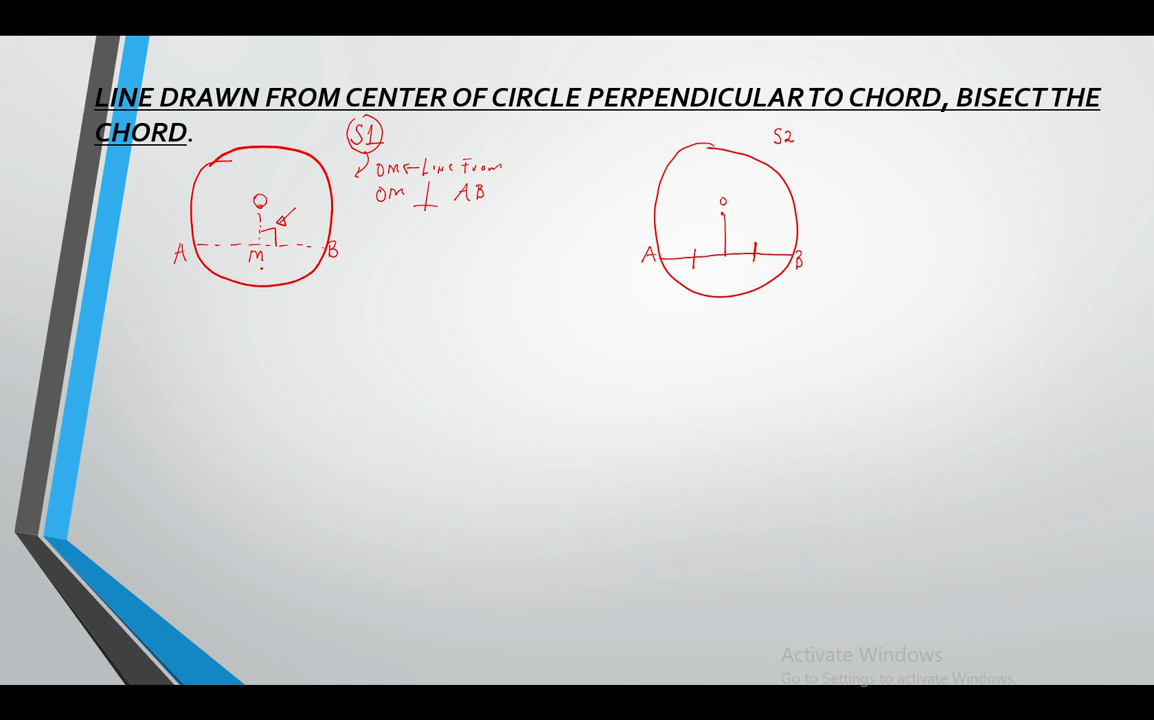 LINE DRAWN FROM CENTER OF CIRCLE PERPENDICULAR TO CHORD, BISECT THE
CHORD.
S1
OM ← Line From
OM ⊥ AB
O
A
M
B
S2
O
A
B
Activate Windows
Go to Settings to activate Windows.